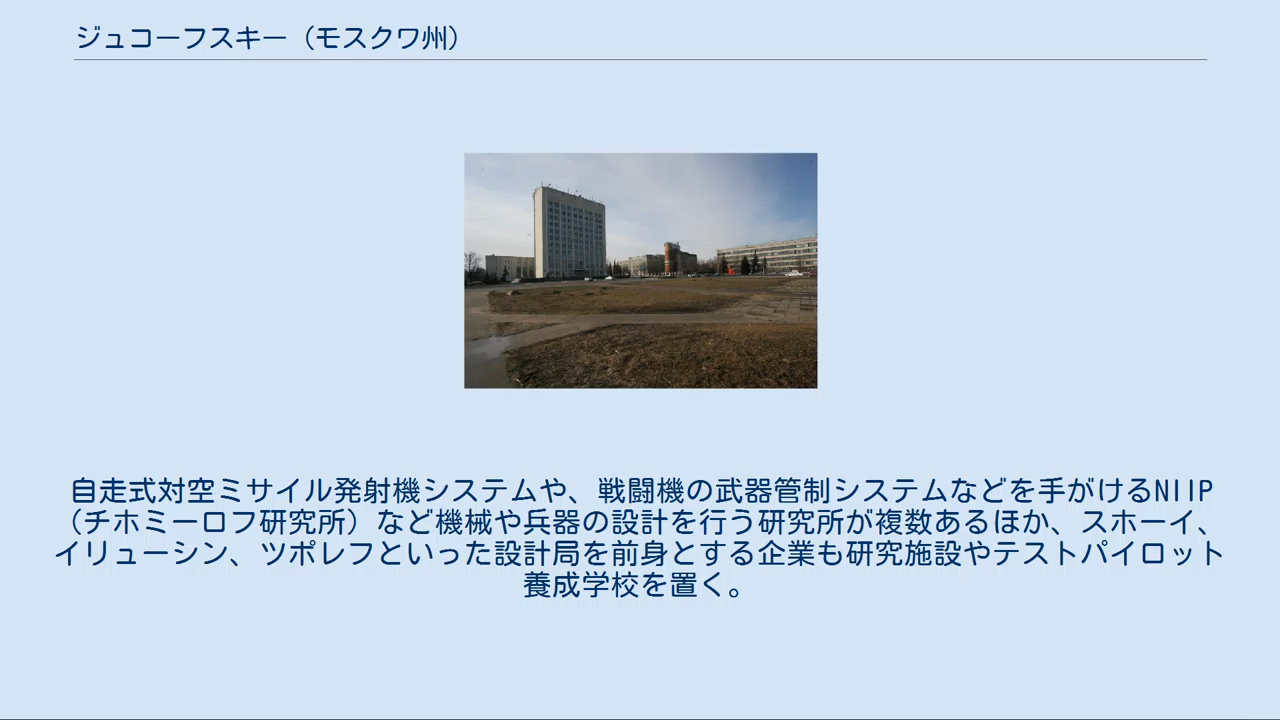 ジュコーフスキー（モスクワ州）
自走式対空ミサイル発射機システムや、戦闘機の武器管制システムなどを手がけるNIIP
（チホミーロフ研究所）など機械や兵器の設計を行う研究所が複数あるほか、スホーイ、
イリューシン、ツポレフといった設計局を前身とする企業も研究施設やテストパイロット
養成学校を置く。